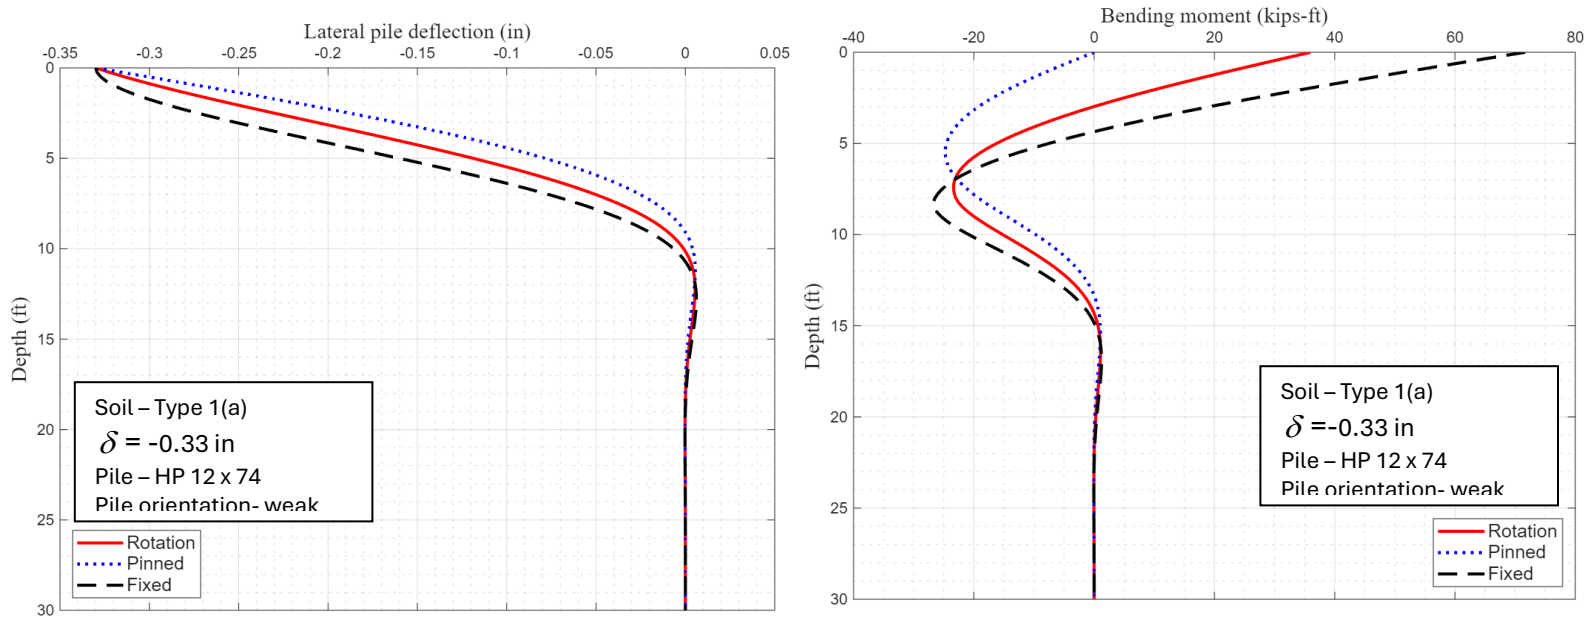 Lateral pile deflection (in)
-0.35 -0.3 -0.25 -0.2 -0.15 -0.1 -0.05 0 0.05
0
5
10
15
20
25
30
Depth (ft)
Soil – Type 1(a)
δ = -0.33 in
Pile – HP 12 x 74
Pile orientation- weak
Rotation
Pinned
Fixed
Bending moment (kips-ft)
-40 -20 0 20 40 60 80
0
5
10
15
20
25
30
Depth (ft)
Soil – Type 1(a)
δ =-0.33 in
Pile – HP 12 x 74
Pile orientation- weak
Rotation
Pinned
Fixed